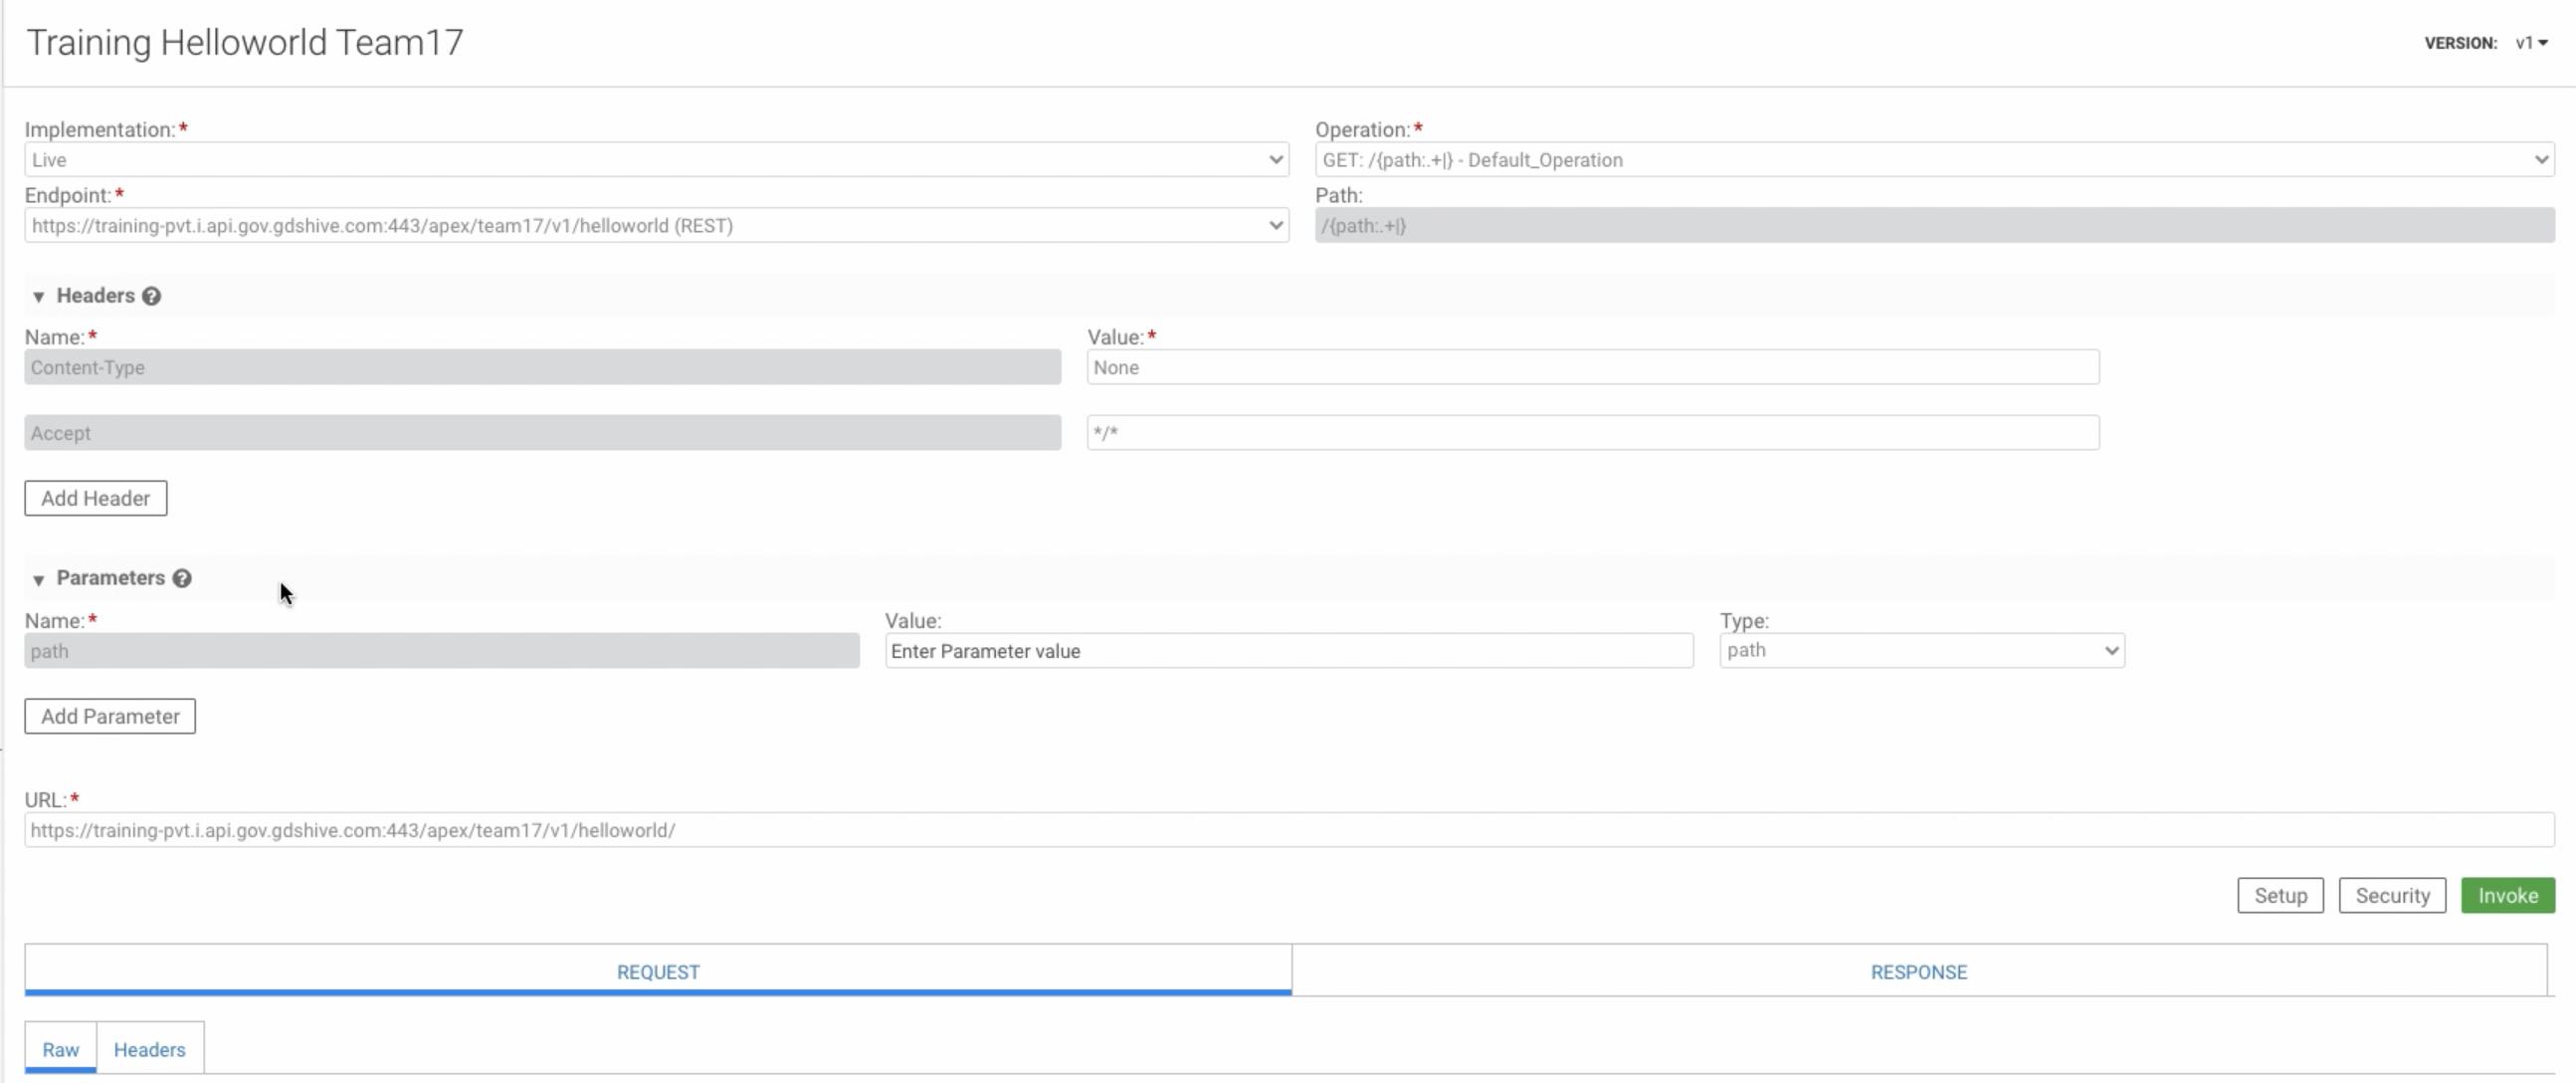 Training Helloworld Team17
VERSION: v1
Implementation:*
Operation:*
Live
GET: /{path:.+|} - Default_Operation
Endpoint:*
Path:
https://training-pvt.i.api.gov.gdshive.com:443/apex/team17/v1/helloworld (REST)
/{path:.+|}
Headers ?
Name:*
Value:*
Content-Type
None
Accept
*/*
Add Header
Parameters ?
Name:*
Value:
Type:
path
Enter Parameter value
path
Add Parameter
URL:*
https://training-pvt.i.api.gov.gdshive.com:443/apex/team17/v1/helloworld/
Setup
Security
Invoke
REQUEST
RESPONSE
Raw
Headers